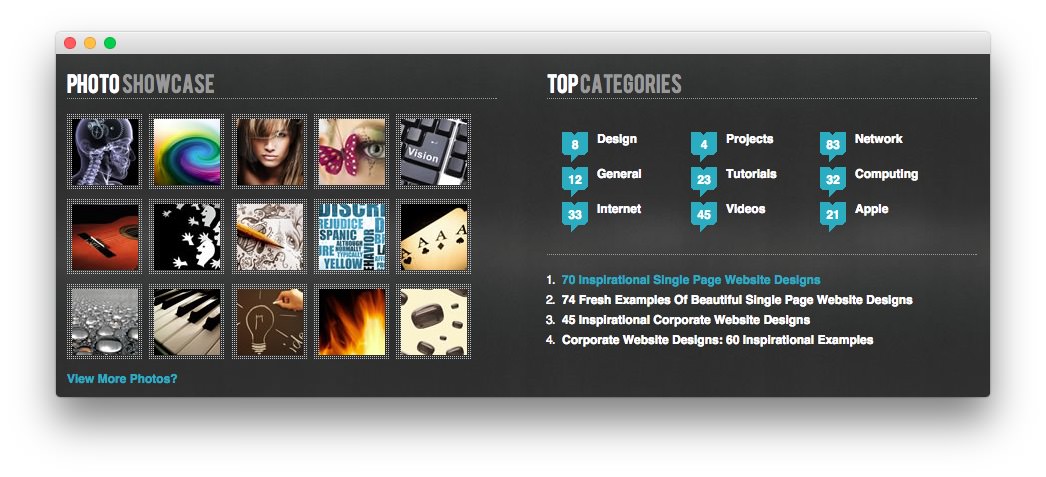 PHOTO SHOWCASE
Vision
DISCRI
REJUDICE
SPANIC
ALTHOUGH
NORMALLY
TYPICALLY
YELLOW
BEHAVIOR
A A A A
ide
View More Photos?
TOP CATEGORIES
8 Design
4 Projects
83 Network
12 General
23 Tutorials
32 Computing
33 Internet
45 Videos
21 Apple
1. 70 Inspirational Single Page Website Designs
2. 74 Fresh Examples Of Beautiful Single Page Website Designs
3. 45 Inspirational Corporate Website Designs
4. Corporate Website Designs: 60 Inspirational Examples